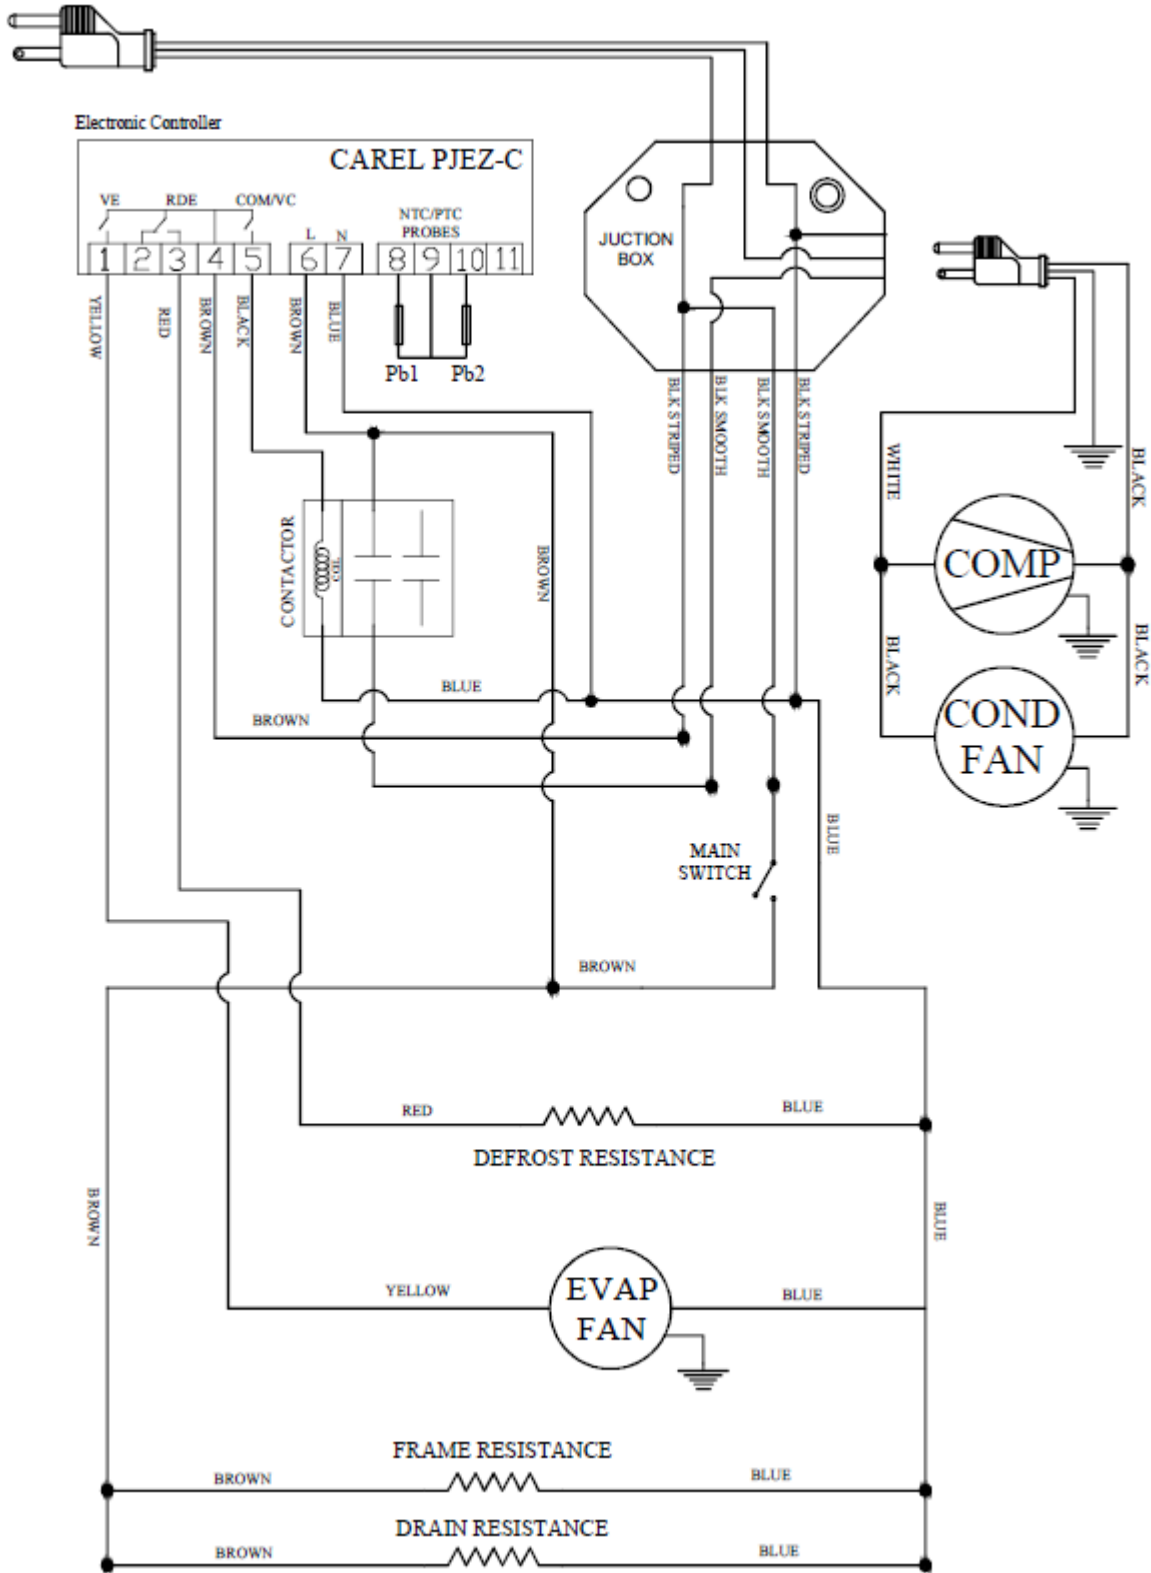 Electronic Controller
CAREL PJEZ-C
VE RDE COM/VC
NTC/PTC
PROBES
L N
1 2 3 4 5 6 7 8 9 10 11
JUCTION
BOX
YELLOW
RED
BROWN
BLACK
BROWN
BLUE
Pb1 Pb2
BLK STRIPED
BLK SMOOTH
BLK SMOOTH
BLK STRIPED
WHITE
BLACK
CONTACTOR
COIL
BROWN
COMP
BLACK
BLACK
BLUE
BROWN
COND
FAN
MAIN
SWITCH
BLUE
BROWN
RED
BLUE
DEFROST RESISTANCE
BROWN
BLUE
YELLOW
EVAP
FAN
BLUE
FRAME RESISTANCE
BROWN
BLUE
DRAIN RESISTANCE
BROWN
BLUE